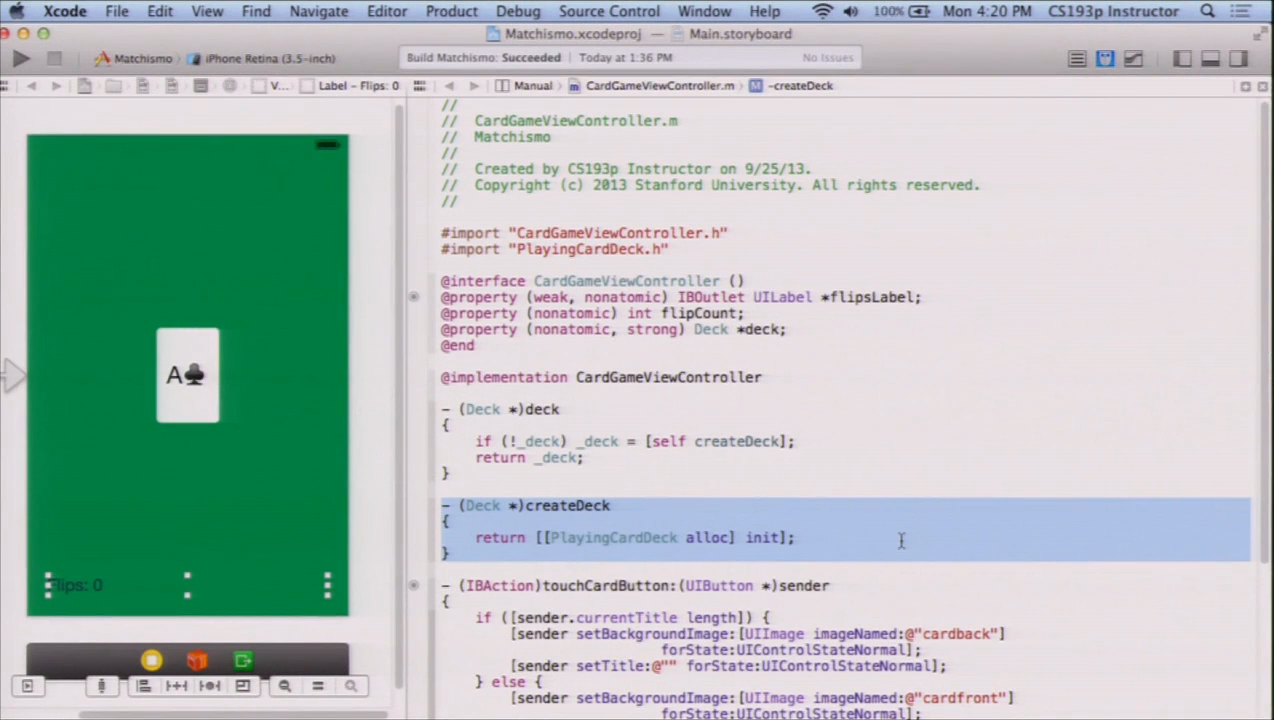 Xcode File Edit View Find Navigate Editor Product Debug Source Control Window Help 100% Mon 4:20 PM CS193p Instructor
Matchismo.xcodeproj — Main.storyboard
Matchismo iPhone Retina (3.5-inch) Build Matchismo: Succeeded Today at 1:36 PM No Issues
V... Label – Flips: 0 Manual CardGameViewController.m M -createDeck
//
// CardGameViewController.m
// Matchismo
//
// Created by CS193p Instructor on 9/25/13.
// Copyright (c) 2013 Stanford University. All rights reserved.
//
#import "CardGameViewController.h"
#import "PlayingCardDeck.h"
@interface CardGameViewController ()
@property (weak, nonatomic) IBOutlet UILabel *flipsLabel;
@property (nonatomic) int flipCount;
@property (nonatomic, strong) Deck *deck;
@end
@implementation CardGameViewController
- (Deck *)deck
{
if (!_deck) _deck = [self createDeck];
return _deck;
}
- (Deck *)createDeck
{
return [[PlayingCardDeck alloc] init];
}
- (IBAction)touchCardButton:(UIButton *)sender
{
if ([sender.currentTitle length]) {
[sender setBackgroundImage:[UIImage imageNamed:@"cardback"]
forState:UIControlStateNormal];
[sender setTitle:@"" forState:UIControlStateNormal];
} else {
[sender setBackgroundImage:[UIImage imageNamed:@"cardfront"]
forState:UIControlStateNormal];
A♣
Flips: 0